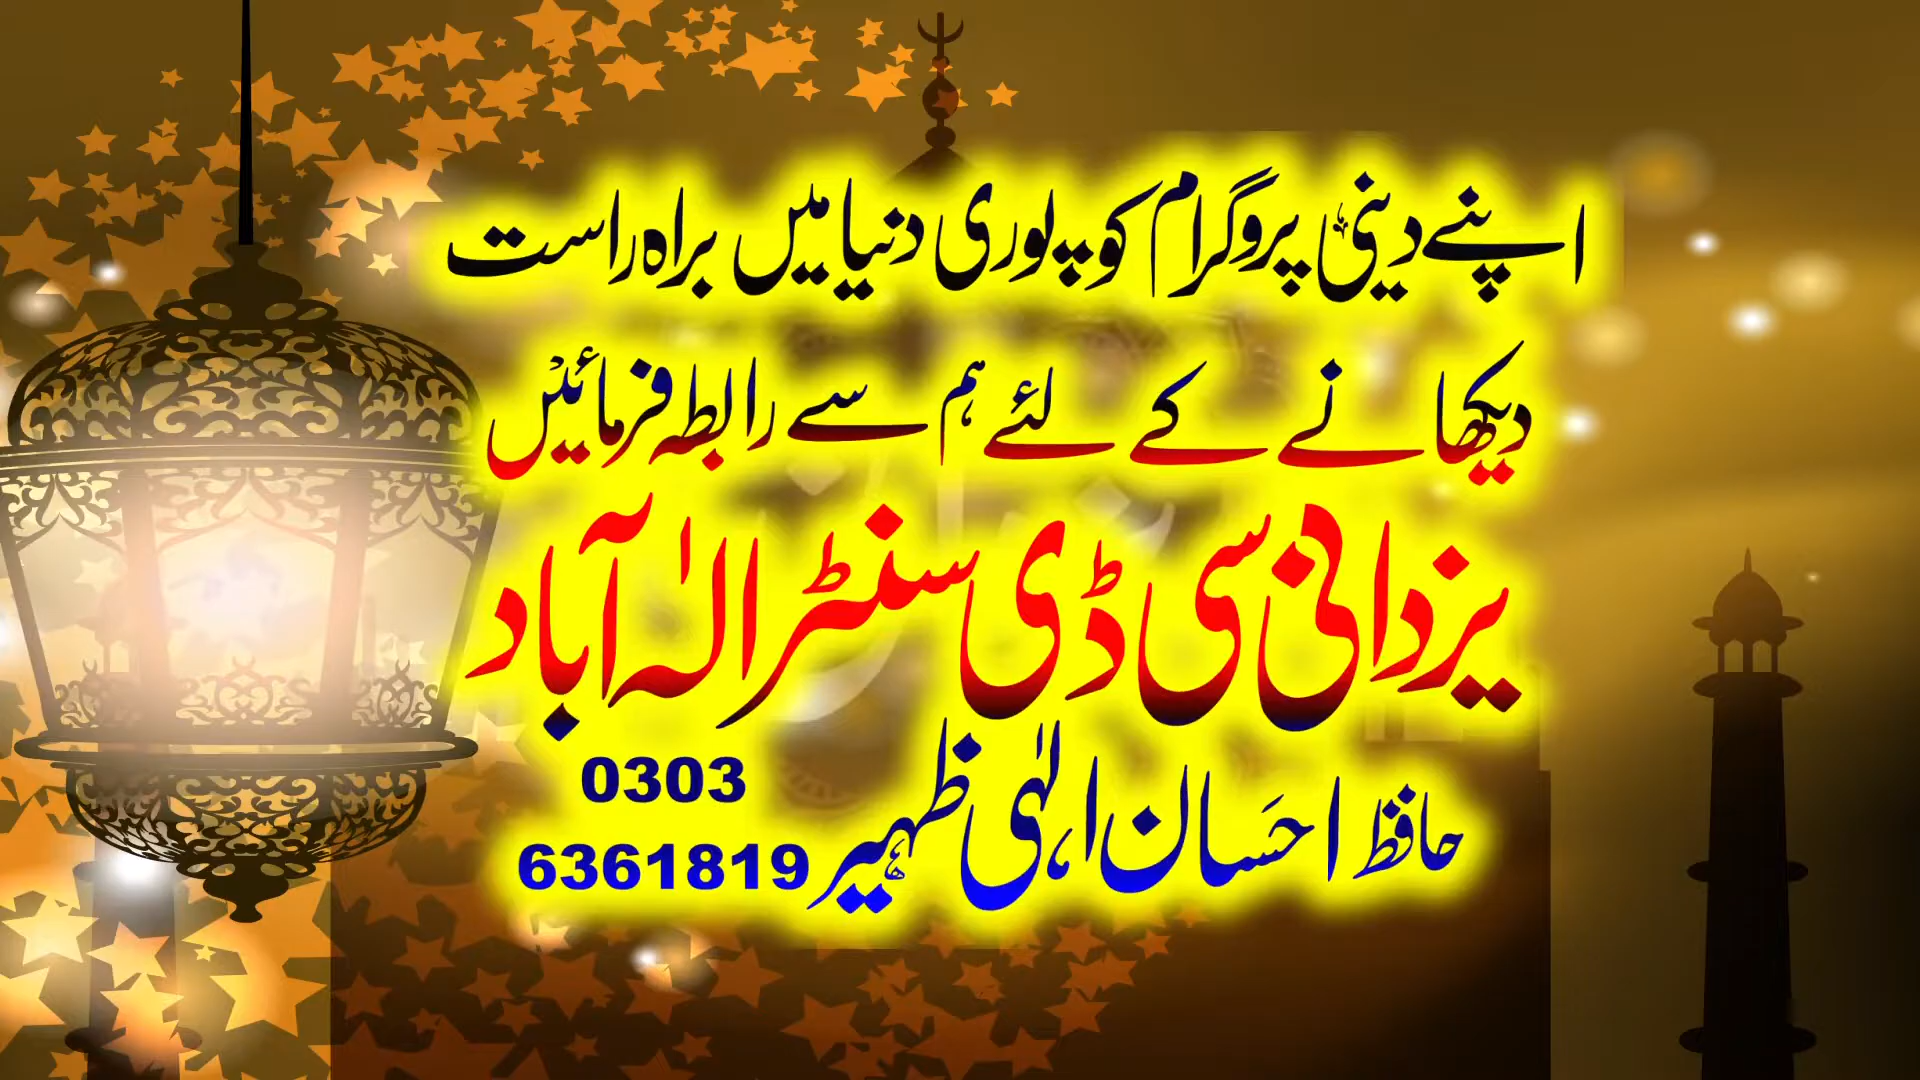 اپنے دینی پروگرام کو پوری دنیا میں براہ راست
دیکھانے کے لئے ہم سے رابطہ فرمائیں
یزدانی سی ڈی سنٹر الٰہ آباد
حافظ احسان الٰہی ظہیر 0303
6361819